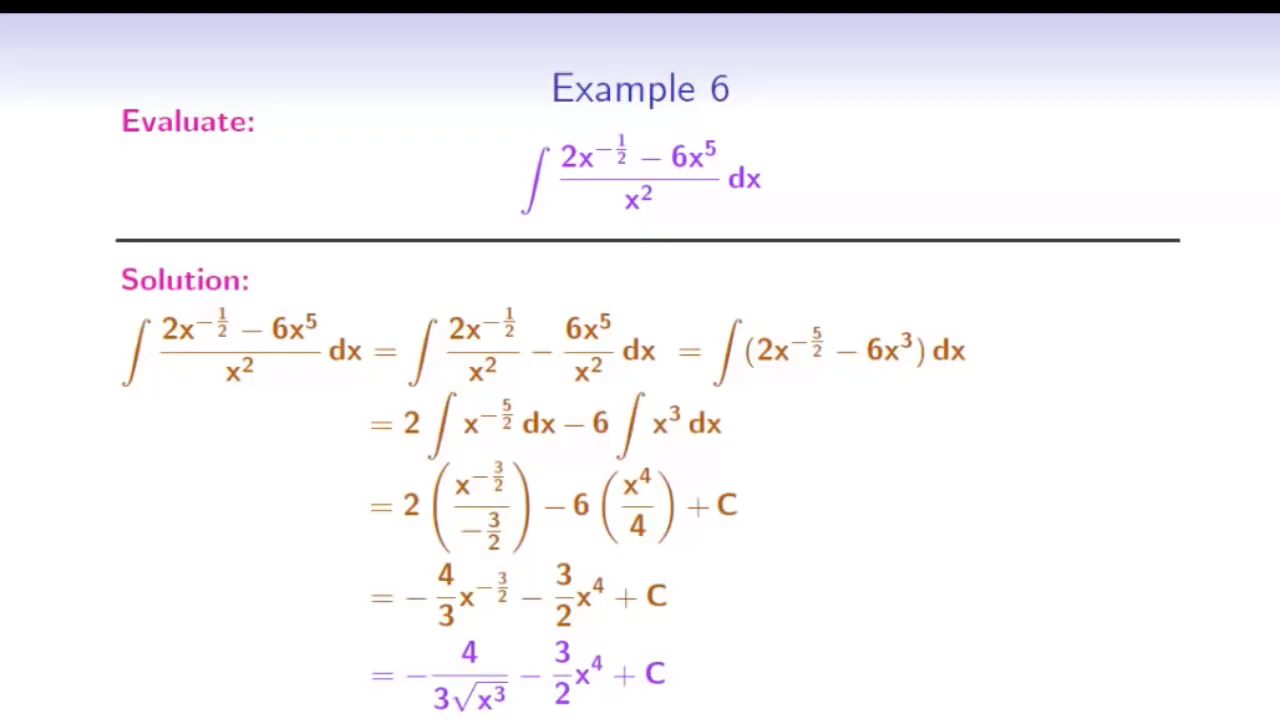 Example 6
Evaluate:
∫ (2x^{-1/2} − 6x^5)/x^2 dx
Solution:
∫ (2x^{-1/2} − 6x^5)/x^2 dx = ∫ 2x^{-1/2}/x^2 − 6x^5/x^2 dx = ∫ (2x^{-5/2} − 6x^3) dx
= 2 ∫ x^{-5/2} dx − 6 ∫ x^3 dx
= 2 (x^{-3/2}/(−3/2)) − 6 (x^4/4) + C
= −4/3 x^{-3/2} − 3/2 x^4 + C
= −4/(3√(x^3)) − 3/2 x^4 + C